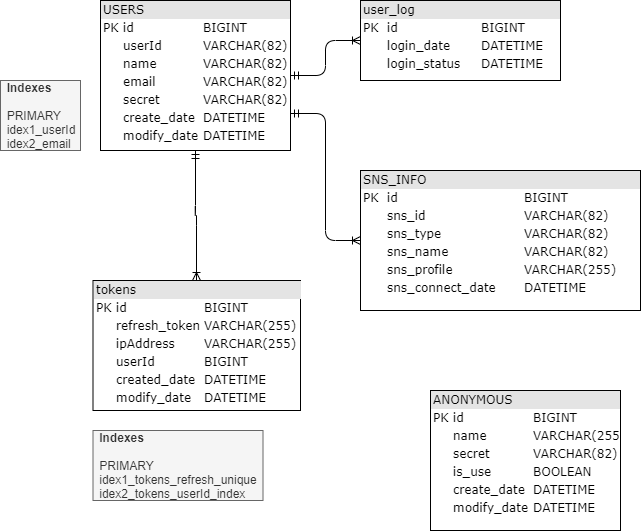 USERS
PK id BIGINT
userId VARCHAR(82)
name VARCHAR(82)
email VARCHAR(82)
secret VARCHAR(82)
create_date DATETIME
modify_date DATETIME
user_log
PK id BIGINT
login_date DATETIME
login_status DATETIME
Indexes
PRIMARY
idex1_userId
idex2_email
SNS_INFO
PK id BIGINT
sns_id VARCHAR(82)
sns_type VARCHAR(82)
sns_name VARCHAR(82)
sns_profile VARCHAR(255)
sns_connect_date DATETIME
tokens
PK id BIGINT
refresh_token VARCHAR(255)
ipAddress VARCHAR(255)
userId BIGINT
created_date DATETIME
modify_date DATETIME
Indexes
PRIMARY
idex1_tokens_refresh_unique
idex2_tokens_userId_index
ANONYMOUS
PK id BIGINT
name VARCHAR(255
secret VARCHAR(82)
is_use BOOLEAN
create_date DATETIME
modify_date DATETIME